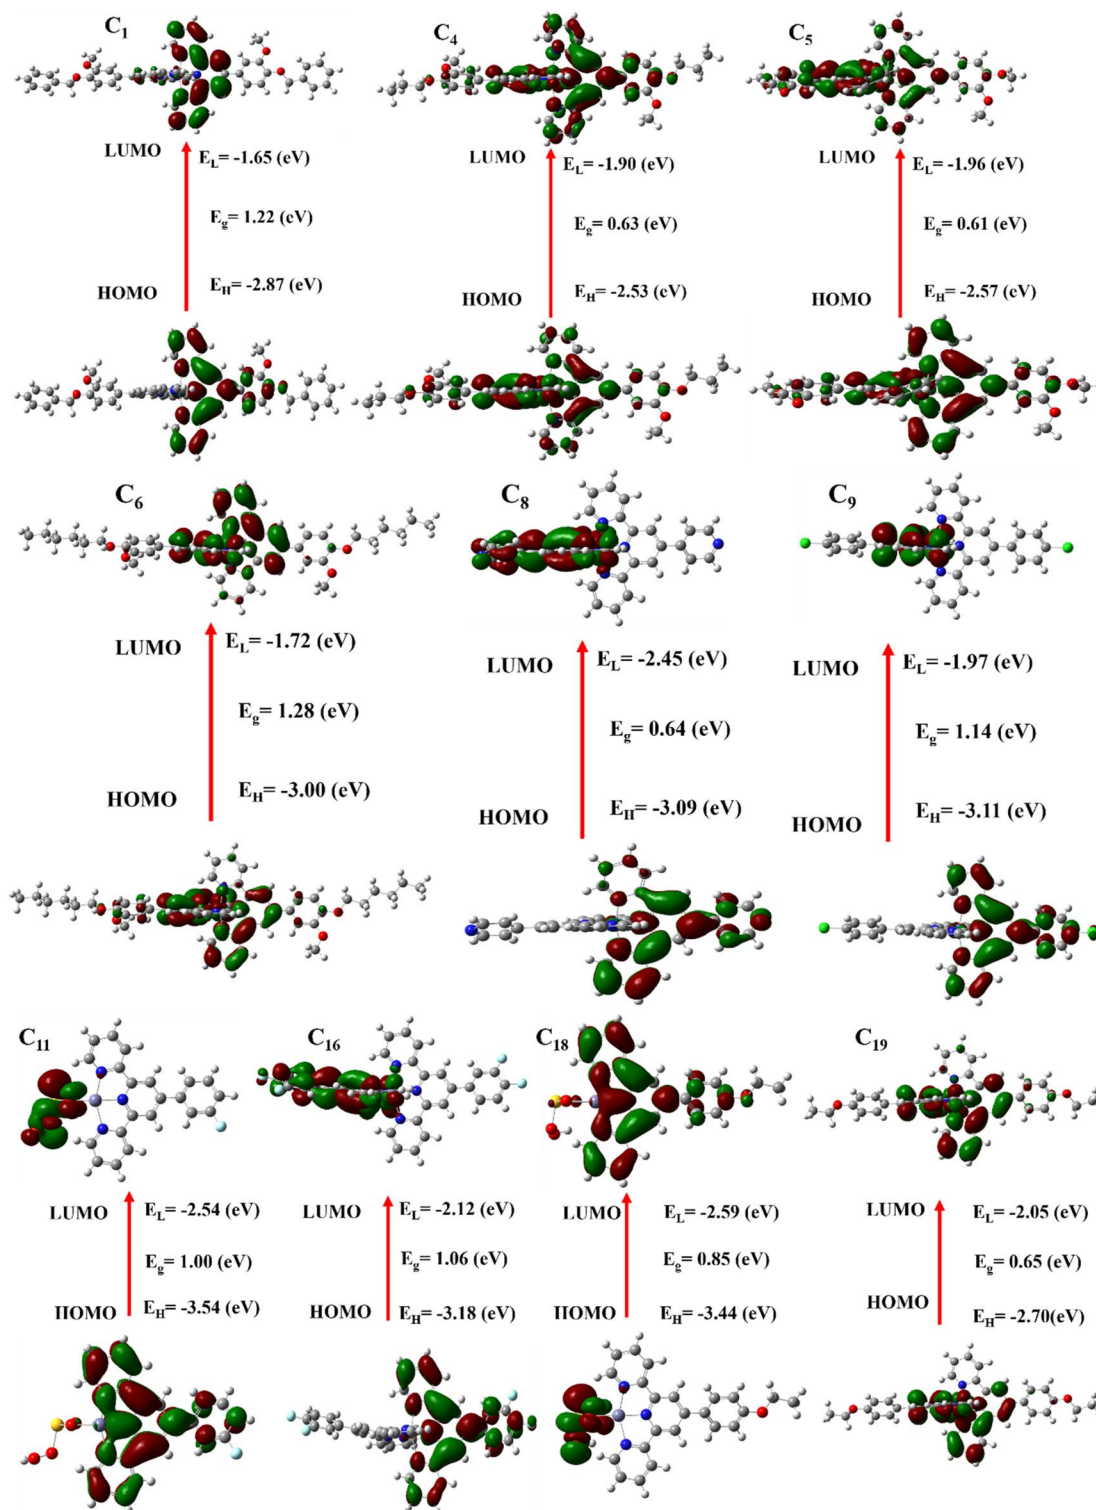 C1
LUMO
EL= -1.65 (eV)
Eg= 1.22 (eV)
HOMO
EH= -2.87 (eV)
C4
LUMO
EL= -1.90 (eV)
Eg= 0.63 (eV)
HOMO
EH= -2.53 (eV)
C5
LUMO
EL= -1.96 (eV)
Eg= 0.61 (eV)
HOMO
EH= -2.57 (eV)
C6
LUMO
EL= -1.72 (eV)
Eg= 1.28 (eV)
HOMO
EH= -3.00 (eV)
C8
LUMO
EL= -2.45 (eV)
Eg= 0.64 (eV)
HOMO
EH= -3.09 (eV)
C9
LUMO
EL= -1.97 (eV)
Eg= 1.14 (eV)
HOMO
EH= -3.11 (eV)
C11
LUMO
EL= -2.54 (eV)
Eg= 1.00 (eV)
HOMO
EH= -3.54 (eV)
C16
LUMO
EL= -2.12 (eV)
Eg= 1.06 (eV)
HOMO
EH= -3.18 (eV)
C18
LUMO
EL= -2.59 (eV)
Eg= 0.85 (eV)
HOMO
EH= -3.44 (eV)
C19
LUMO
EL= -2.05 (eV)
Eg= 0.65 (eV)
HOMO
EH= -2.70(eV)